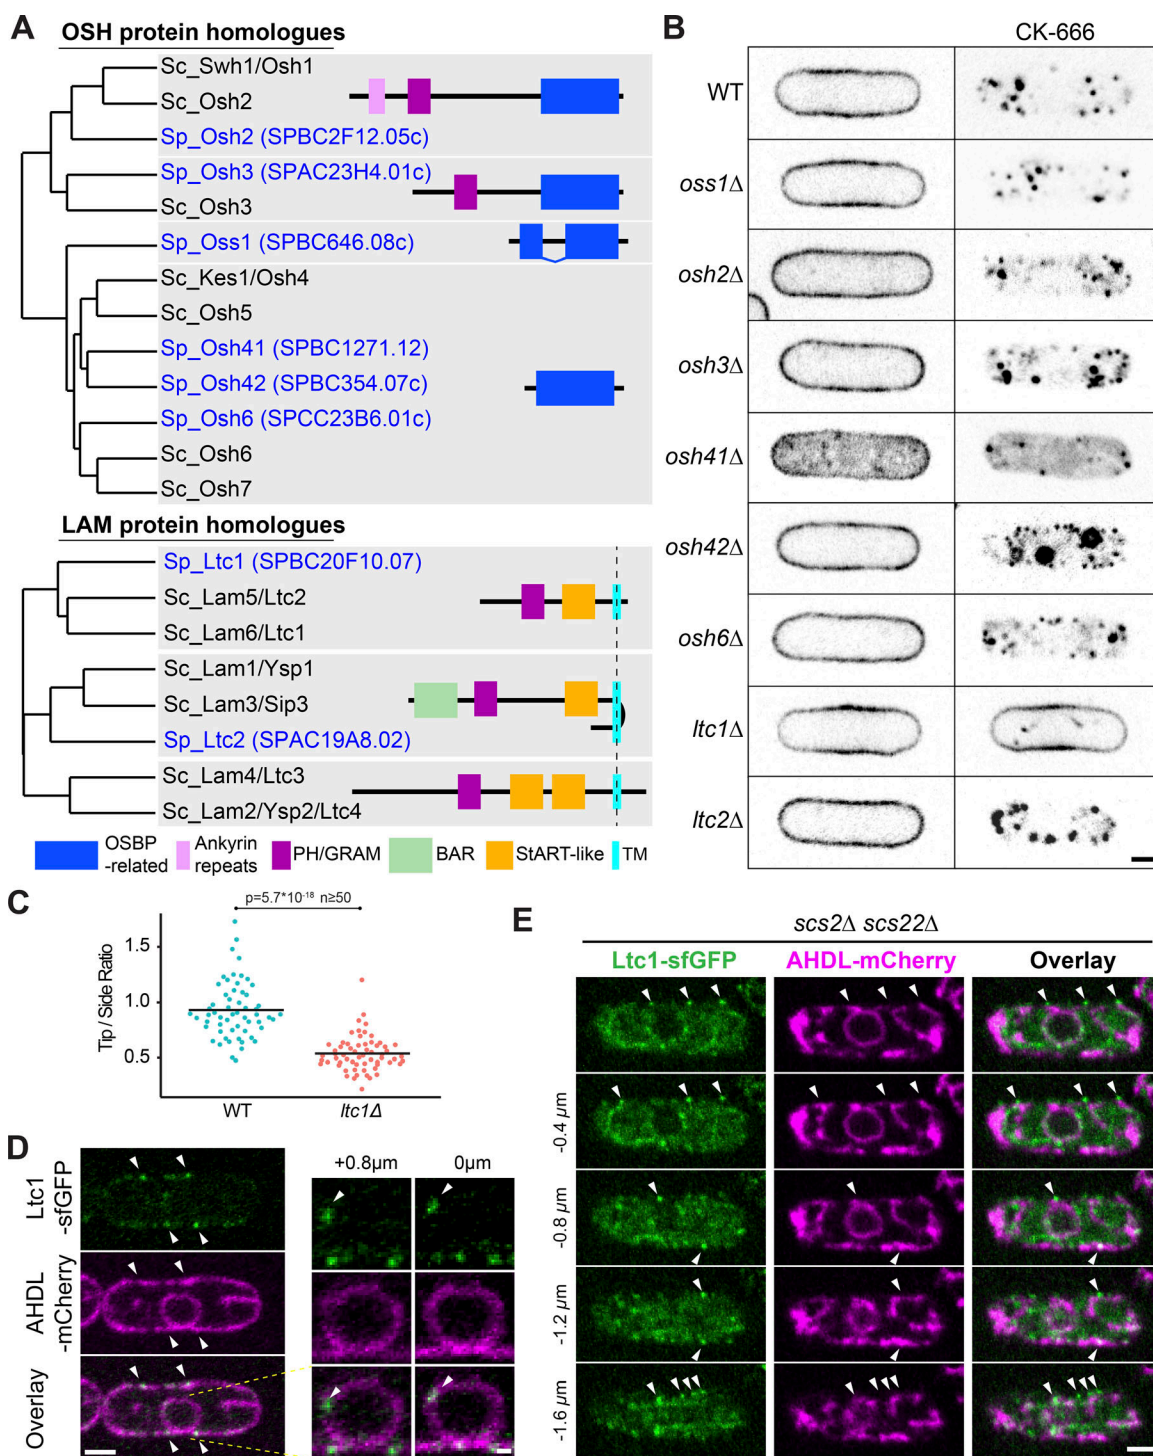 A
OSH protein homologues
Sc_Swh1/Osh1
Sc_Osh2
Sp_Osh2 (SPBC2F12.05c)
Sp_Osh3 (SPAC23H4.01c)
Sc_Osh3
Sp_Oss1 (SPBC646.08c)
Sc_Kes1/Osh4
Sc_Osh5
Sp_Osh41 (SPBC1271.12)
Sp_Osh42 (SPBC354.07c)
Sp_Osh6 (SPCC23B6.01c)
Sc_Osh6
Sc_Osh7
LAM protein homologues
Sp_Ltc1 (SPBC20F10.07)
Sc_Lam5/Ltc2
Sc_Lam6/Ltc1
Sc_Lam1/Ysp1
Sc_Lam3/Sip3
Sp_Ltc2 (SPAC19A8.02)
Sc_Lam4/Ltc3
Sc_Lam2/Ysp2/Ltc4
OSBP
-related
Ankyrin
repeats
PH/GRAM
BAR
StART-like
TM
B
CK-666
WT
oss1Δ
osh2Δ
osh3Δ
osh41Δ
osh42Δ
osh6Δ
ltc1Δ
ltc2Δ
C
p=5.7*10⁻¹⁸ n≥50
Tip / Side Ratio
1.5
1.0
0.5
WT
ltc1Δ
D
+0.8µm
0µm
Ltc1
-sfGFP
AHDL
-mCherry
Overlay
E
scs2Δ scs22Δ
Ltc1-sfGFP
AHDL-mCherry
Overlay
-0.4 µm
-0.8 µm
-1.2 µm
-1.6 µm